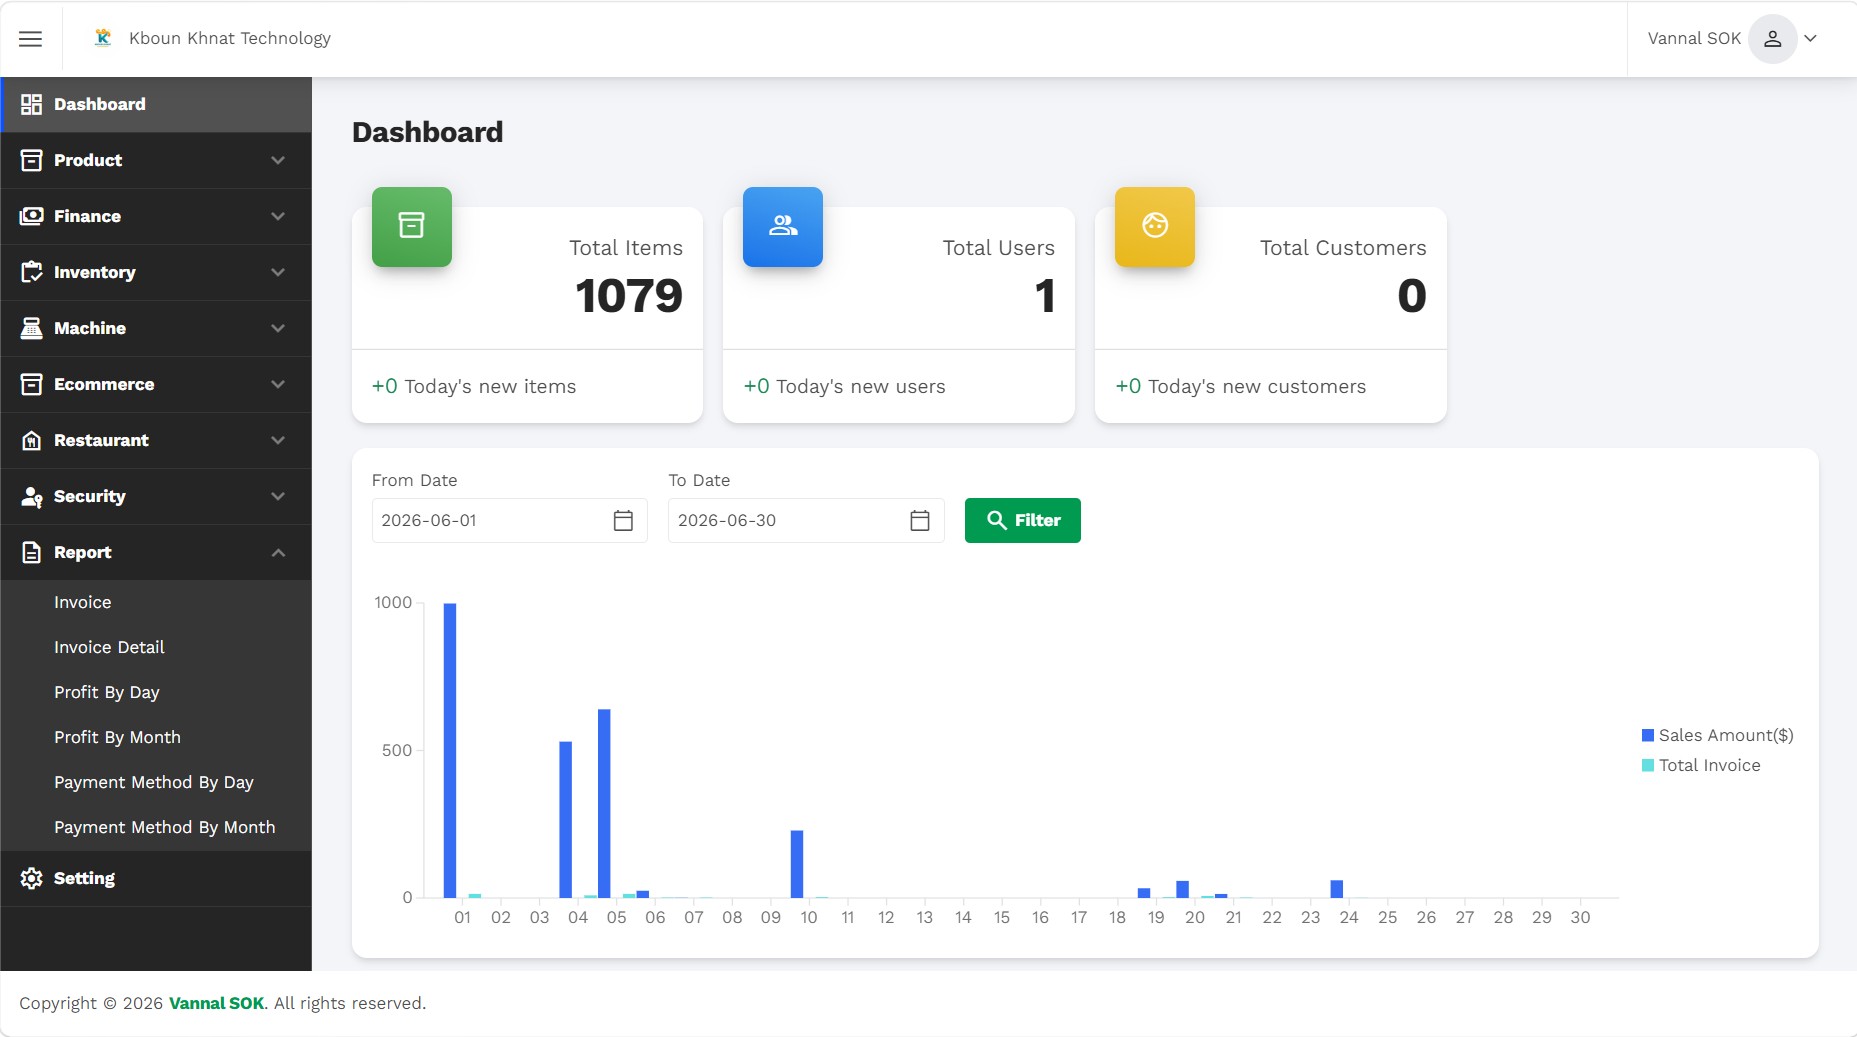 Kboun Khnat Technology
Vannal SOK
Dashboard
Product
Finance
Inventory
Machine
Ecommerce
Restaurant
Security
Report
Invoice
Invoice Detail
Profit By Day
Profit By Month
Payment Method By Day
Payment Method By Month
Setting
Dashboard
Total Items
1079
+0 Today's new items
Total Users
1
+0 Today's new users
Total Customers
0
+0 Today's new customers
From Date
To Date
2026-06-01
2026-06-30
Filter
1000
500
0
01 02 03 04 05 06 07 08 09 10 11 12 13 14 15 16 17 18 19 20 21 22 23 24 25 26 27 28 29 30
Sales Amount($)
Total Invoice
Copyright © 2026 Vannal SOK. All rights reserved.